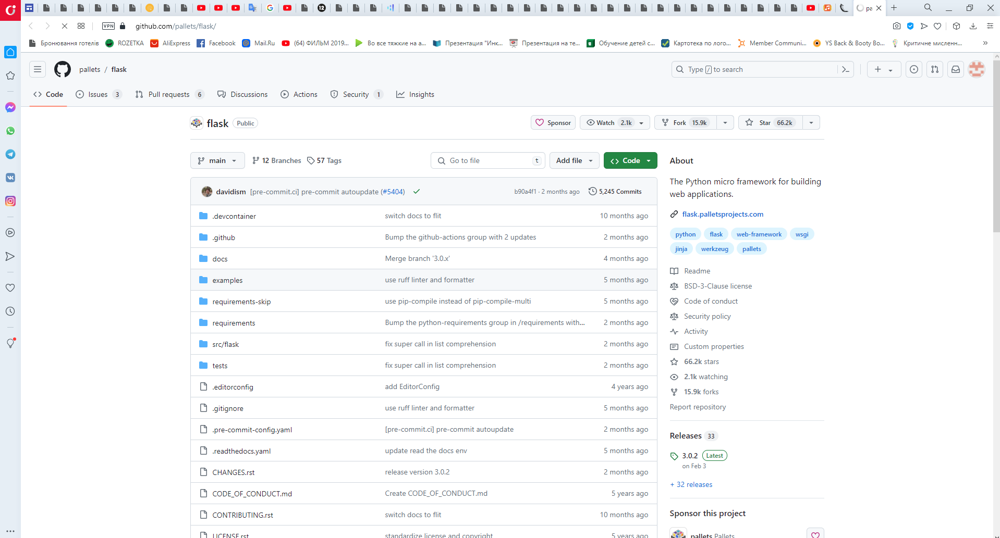 12
pa
VPN github.com/pallets/flask/
Бронювання готелів ROZETKA AliExpress Facebook Mail.Ru (64) ФИЛЬМ 2019... Во все тяжкие на а... Презентация "Инк... Презентация на те... Обучение детей с... Картотека по лого... Member Communi... YS Back & Booty Bo... Критичне мисленн... »
pallets / flask Type / to search
Code Issues 3 Pull requests 6 Discussions Actions Security 1 Insights
flask Public Sponsor Watch 2.1k Fork 15.9k Star 66.2k
main 12 Branches 57 Tags Go to file t Add file Code
davidism [pre-commit.ci] pre-commit autoupdate (#5404) b90a4f1 · 2 months ago 5,245 Commits
.devcontainer switch docs to flit 10 months ago
.github Bump the github-actions group with 2 updates 2 months ago
docs Merge branch '3.0.x' 4 months ago
examples use ruff linter and formatter 5 months ago
requirements-skip use pip-compile instead of pip-compile-multi 5 months ago
requirements Bump the python-requirements group in /requirements with... 2 months ago
src/flask fix super call in list comprehension 2 months ago
tests fix super call in list comprehension 2 months ago
.editorconfig add EditorConfig 4 years ago
.gitignore use ruff linter and formatter 5 months ago
.pre-commit-config.yaml [pre-commit.ci] pre-commit autoupdate 2 months ago
.readthedocs.yaml update read the docs env 5 months ago
CHANGES.rst release version 3.0.2 2 months ago
CODE_OF_CONDUCT.md Create CODE_OF_CONDUCT.md 5 years ago
CONTRIBUTING.rst switch docs to flit 10 months ago
LICENSE.rst standardize license and copyright 5 years ago
About
The Python micro framework for building
web applications.
flask.palletsprojects.com
python flask web-framework wsgi
jinja werkzeug pallets
Readme
BSD-3-Clause license
Code of conduct
Security policy
Activity
Custom properties
66.2k stars
2.1k watching
15.9k forks
Report repository
Releases 33
3.0.2 Latest
on Feb 3
+ 32 releases
Sponsor this project
pallets Pallets